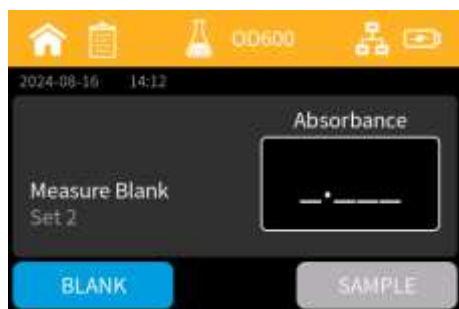 OD600
2024-08-16 14:12
Absorbance
_.___
Measure Blank
Set 2
BLANK
SAMPLE